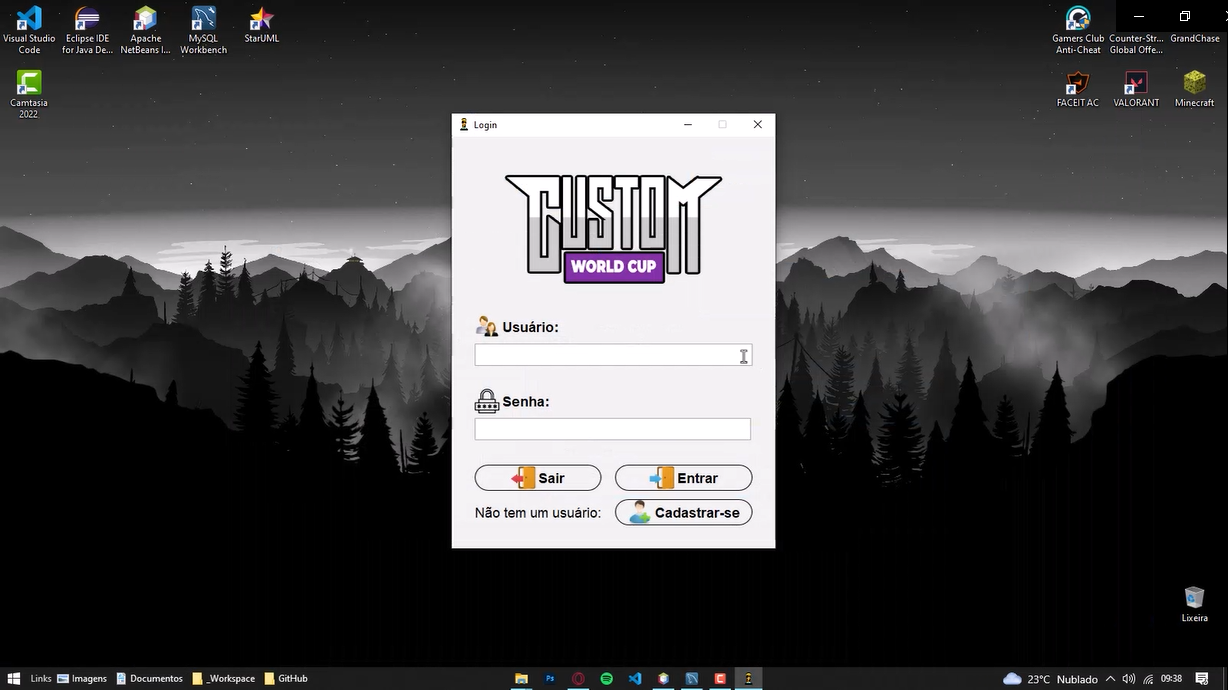 Visual Studio
Code
Eclipse IDE
for Java De...
Apache
NetBeans I...
MySQL
Workbench
StarUML
Camtasia
2022
Gamers Club
Anti-Cheat
Counter-Str...
Global Offe...
GrandChase
FACEIT AC
VALORANT
Minecraft
Login
CUSTOM
WORLD CUP
Usuário:
Senha:
Sair
Entrar
Não tem um usuário:
Cadastrar-se
Lixeira
Links
Imagens
Documentos
_Workspace
GitHub
Ps
23°C Nublado
09:38